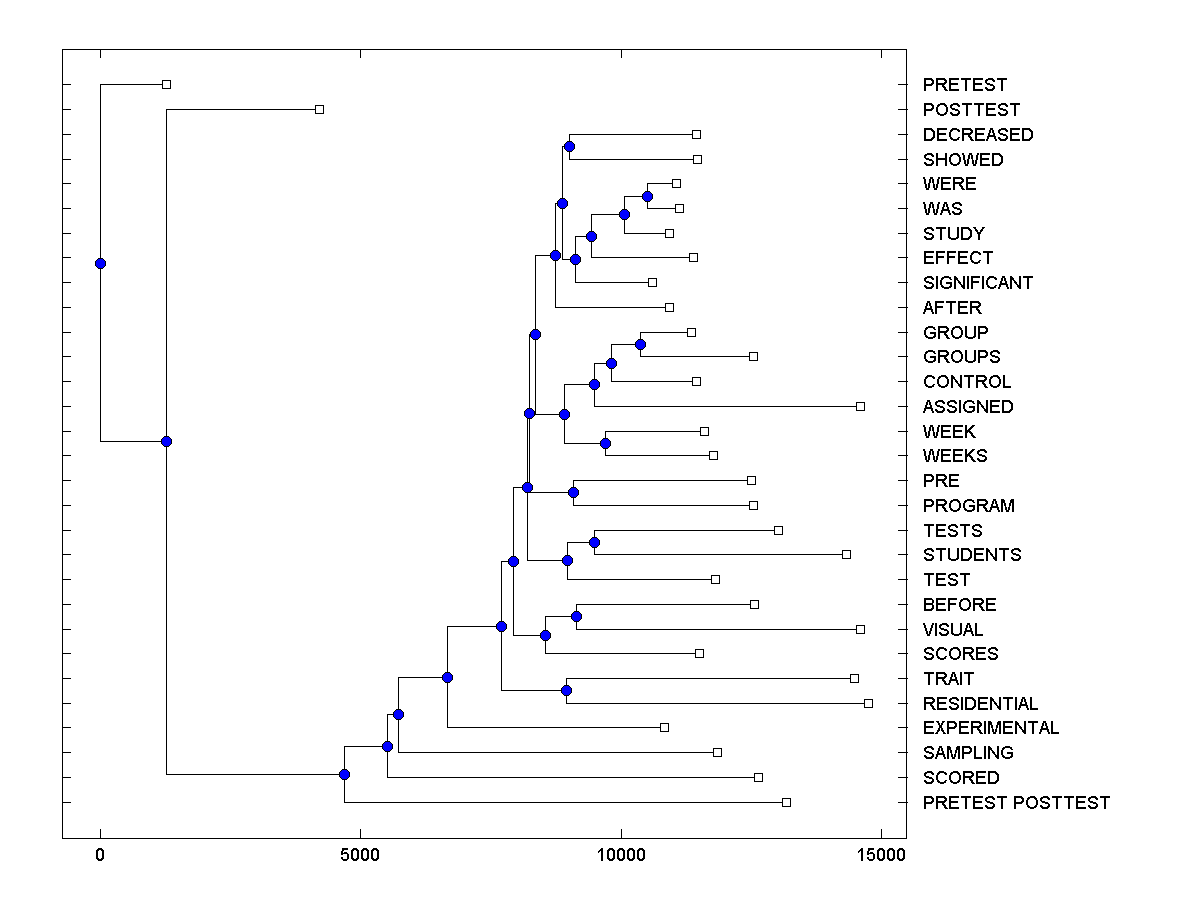 PRETEST
POSTTEST
DECREASED
SHOWED
WERE
WAS
STUDY
EFFECT
SIGNIFICANT
AFTER
GROUP
GROUPS
CONTROL
ASSIGNED
WEEK
WEEKS
PRE
PROGRAM
TESTS
STUDENTS
TEST
BEFORE
VISUAL
SCORES
TRAIT
RESIDENTIAL
EXPERIMENTAL
SAMPLING
SCORED
PRETEST POSTTEST
0 5000 10000 15000